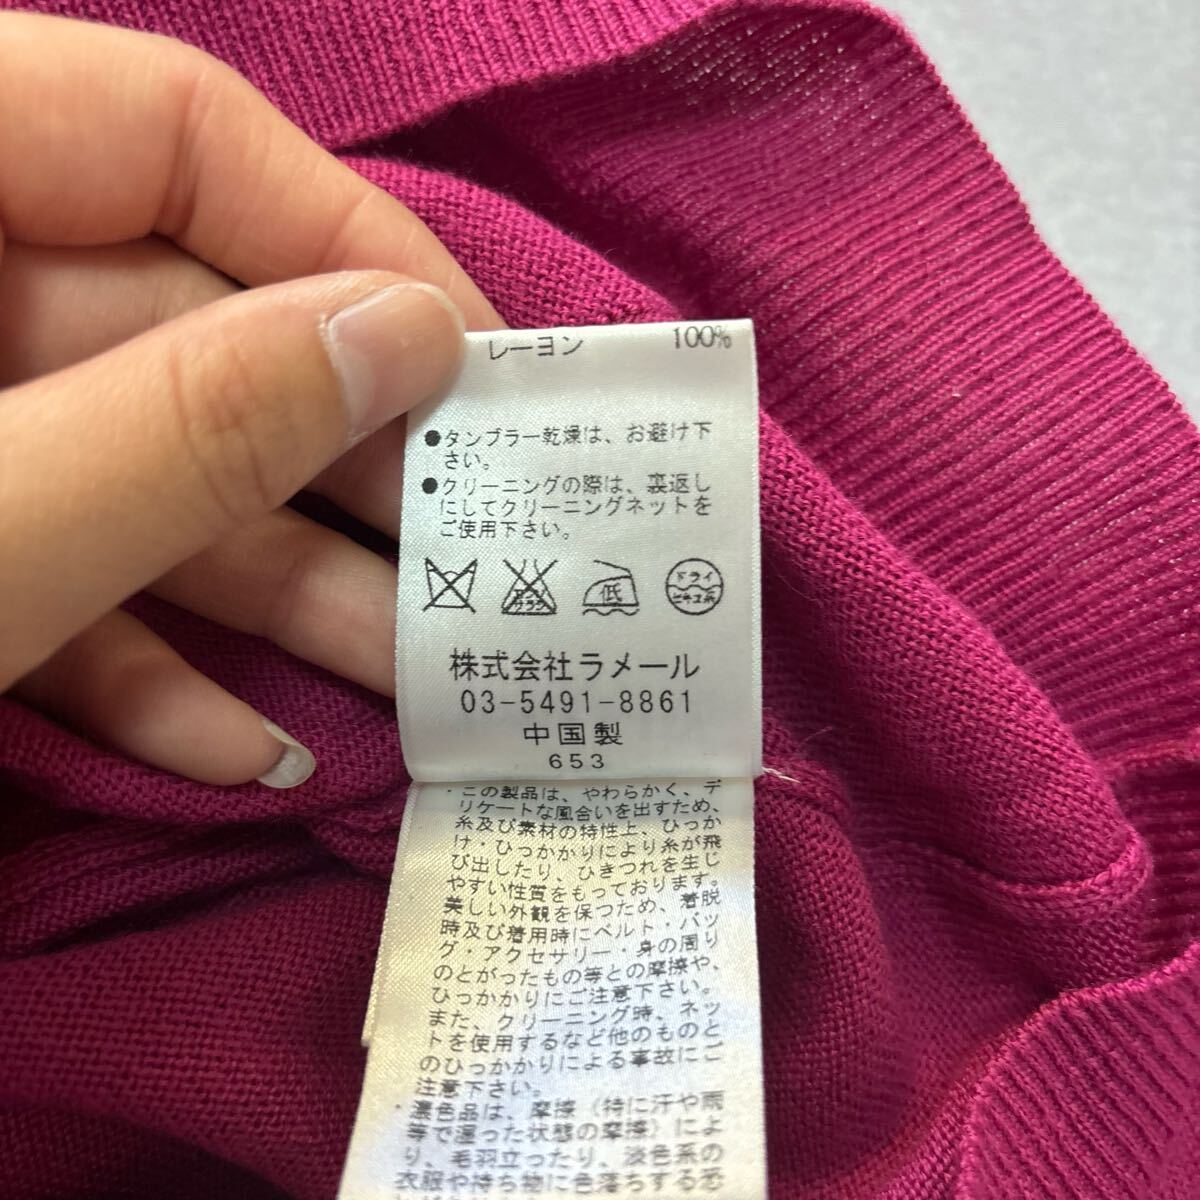 レーヨン 100%
●タンブラー乾燥は、お避け下
さい。
●クリーニングの際は、裏返し
にしてクリーニングネットを
ご使用下さい。
エンソ
サラシ
低
ドライ
セキユ系
株式会社ラメール
03-5491-8861
中国製
653
・この製品は、やわらかく、デ
リケートな風合いを出すため、
糸及び素材の特性上、ひっか
け・ひっかかりにより糸が飛
び出したり、ひきつれを生じ
やすい性質をもっております。
美しい外観を保つため、着脱
時及び着用時にベルト・バッ
グ・アクセサリー・身の周り
のとがったもの等との摩擦や、
ひっかかりにご注意下さい。
また、クリーニング時、ネッ
トを使用するなど他のものと
のひっかかりによる事故にご
注意下さい。
・濃色品は、摩擦（特に汗や雨
等で湿った状態の摩擦）によ
り、毛羽立ったり、淡色系の
衣服や持ち物に色落ちする恐